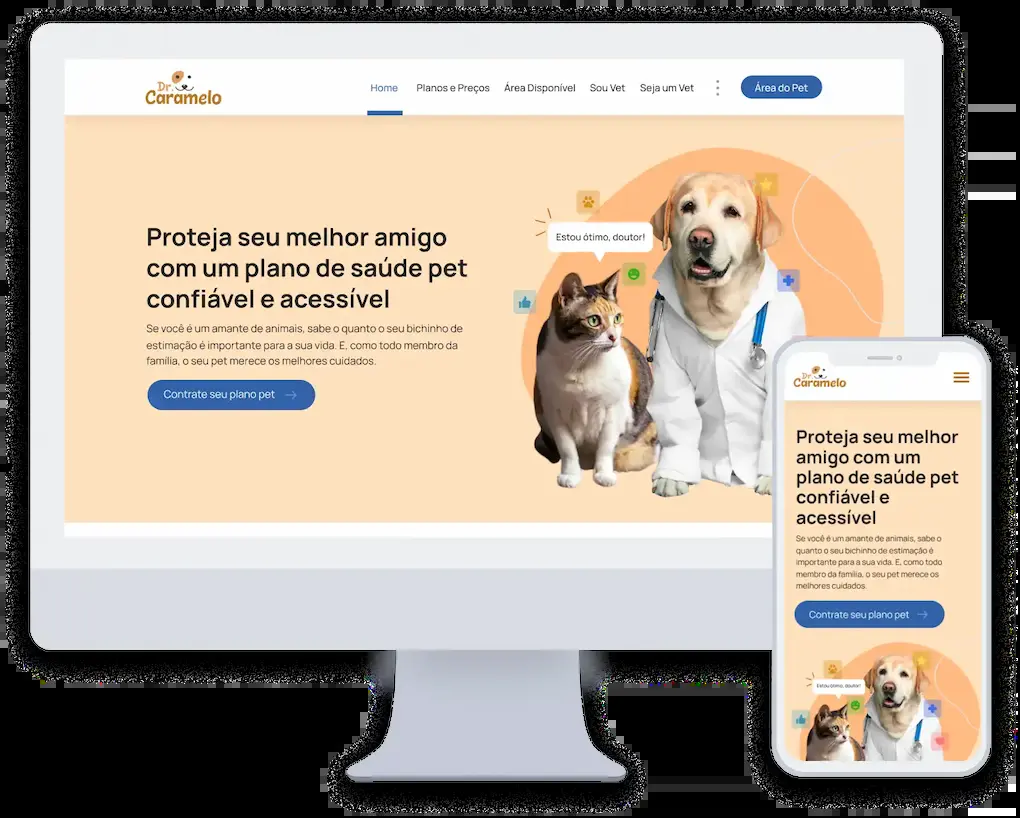 Dr.
Caramelo
Home Planos e Preços Área Disponível Sou Vet Seja um Vet Área do Pet
Proteja seu melhor amigo
com um plano de saúde pet
confiável e acessível
Se você é um amante de animais, sabe o quanto o seu bichinho de
estimação é importante para a sua vida. E, como todo membro da
família, o seu pet merece os melhores cuidados.
Contrate seu plano pet
Estou ótimo, doutor!
Dr.
Caramelo
Proteja seu melhor
amigo com um
plano de saúde pet
confiável e
acessível
Se você é um amante de animais, sabe o
quanto o seu bichinho de estimação é
importante para a sua vida. E, como todo
membro da família, o seu pet merece os
melhores cuidados.
Contrate seu plano pet
Estou ótimo, doutor!